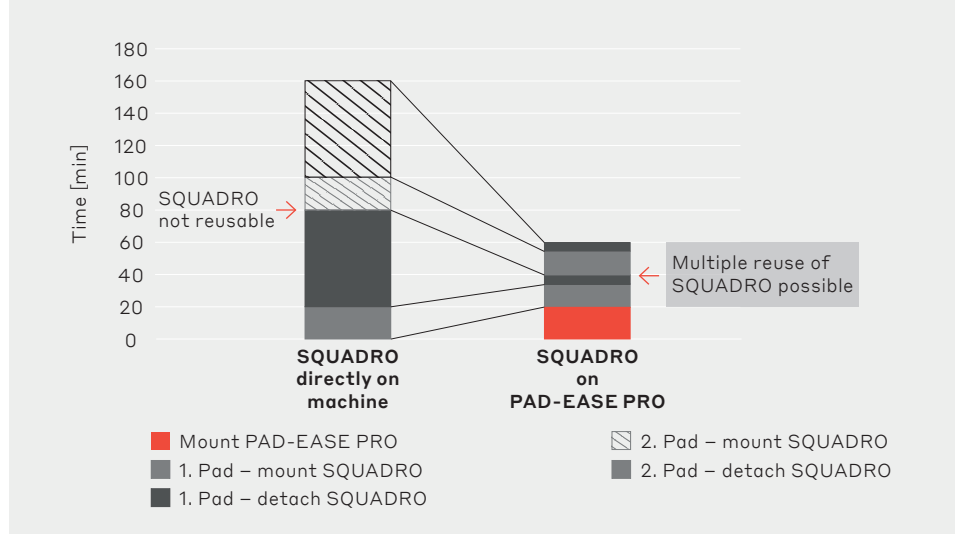 180
160
140
120
100
80
60
40
20
0
Time [min]
SQUADRO
not reusable
Multiple reuse of
SQUADRO possible
SQUADRO
directly on
machine
SQUADRO
on
PAD-EASE PRO
Mount PAD-EASE PRO
1. Pad – mount SQUADRO
1. Pad – detach SQUADRO
2. Pad – mount SQUADRO
2. Pad – detach SQUADRO